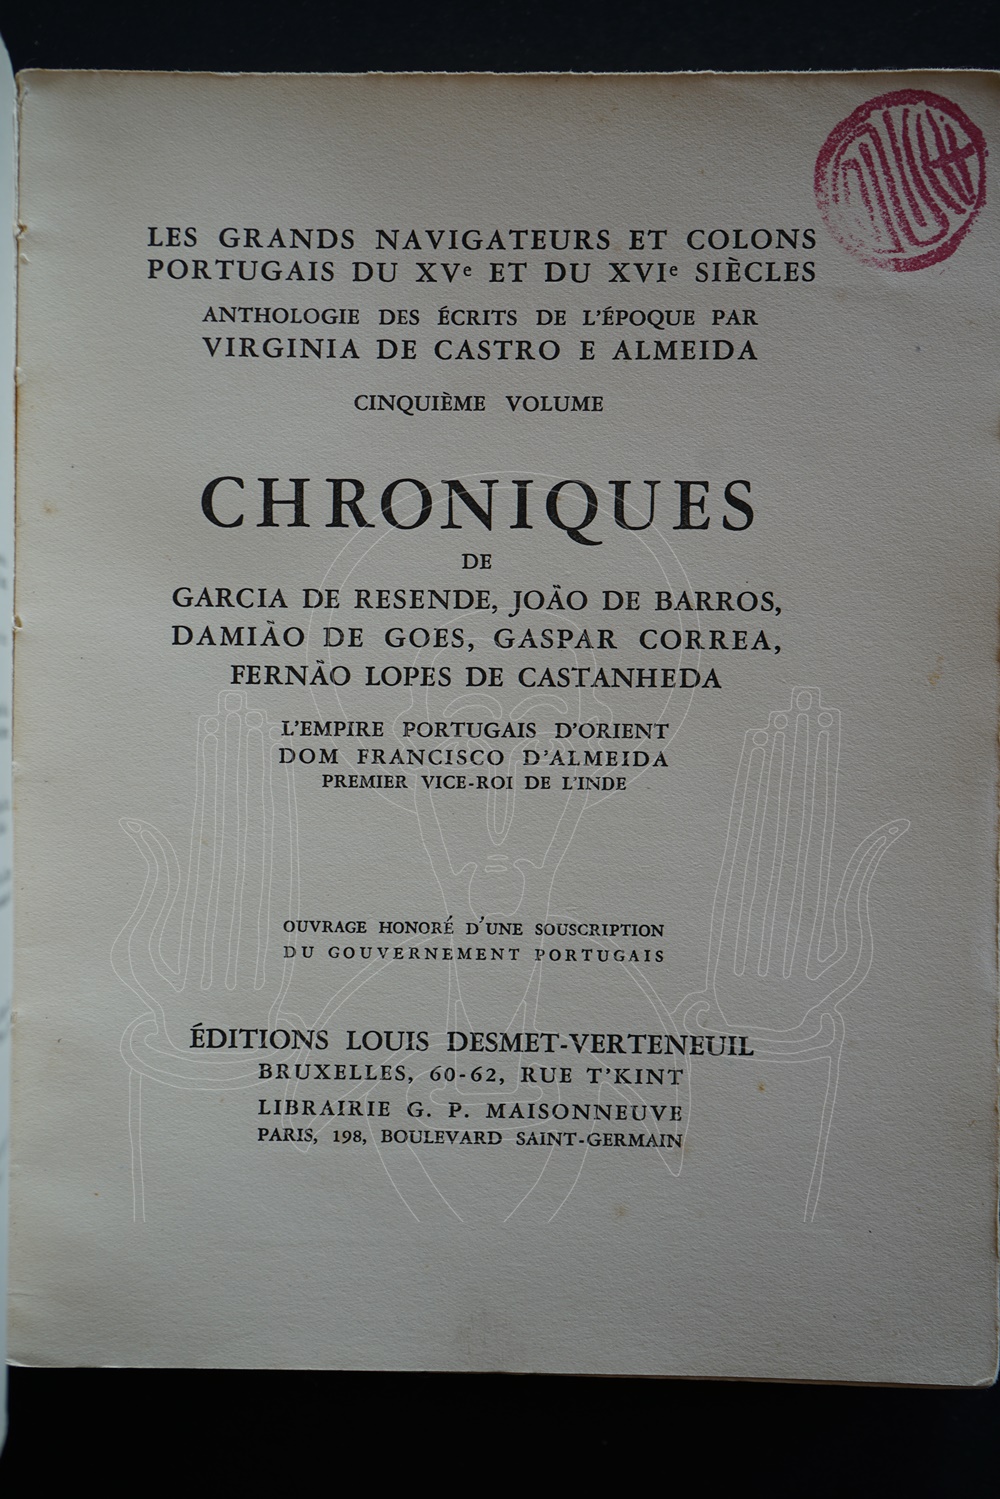 LES GRANDS NAVIGATEURS ET COLONS
PORTUGAIS DU XVe ET DU XVIe SIÈCLES
ANTHOLOGIE DES ÉCRITS DE L'ÉPOQUE PAR
VIRGINIA DE CASTRO E ALMEIDA
CINQUIÈME VOLUME
CHRONIQUES
DE
GARCIA DE RESENDE, JOÃO DE BARROS,
DAMIÃO DE GOES, GASPAR CORREA,
FERNÃO LOPES DE CASTANHEDA
L'EMPIRE PORTUGAIS D'ORIENT
DOM FRANCISCO D'ALMEIDA
PREMIER VICE-ROI DE L'INDE
OUVRAGE HONORÉ D'UNE SOUSCRIPTION
DU GOUVERNEMENT PORTUGAIS
ÉDITIONS LOUIS DESMET-VERTENEUIL
BRUXELLES, 60-62, RUE T'KINT
LIBRAIRIE G. P. MAISONNEUVE
PARIS, 198, BOULEVARD SAINT-GERMAIN